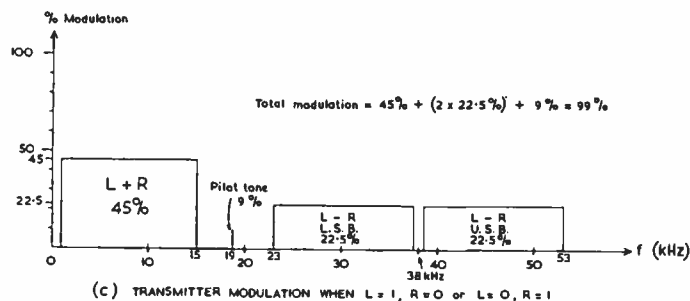 % Modulation
100
Total modulation = 45% + (2 x 22.5%) + 9% = 99%
50
45
22.5
0
L + R
45%
Pilot tone
9%
L - R
L.S.B.
22.5%
L - R
U.S.B.
22.5%
0 10 15 19 20 23 30 38kHz 40 50 53 f (kHz)
(c) TRANSMITTER MODULATION WHEN L = 1, R = 0 or L = 0, R = 1